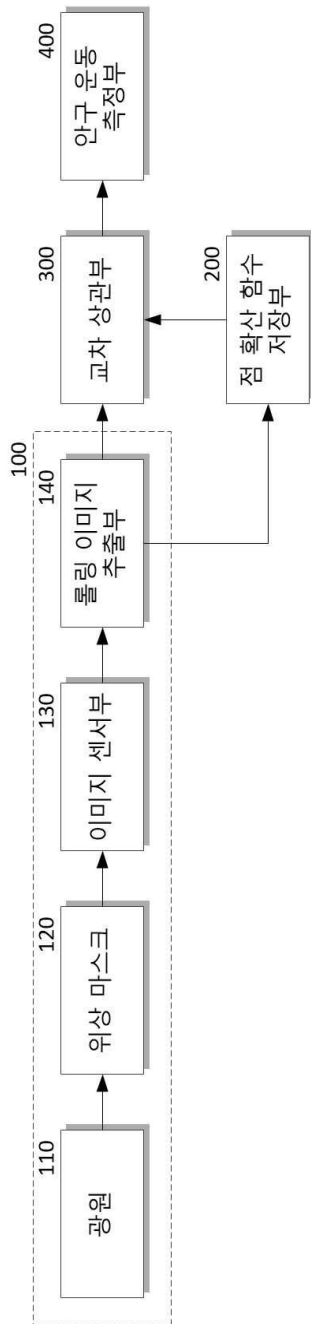 100
110
광원
120
위상 마스크
130
이미지 센서부
140
롤링 이미지
추출부
200
점 확산 함수
저장부
300
교차 상관부
400
안구 운동
측정부